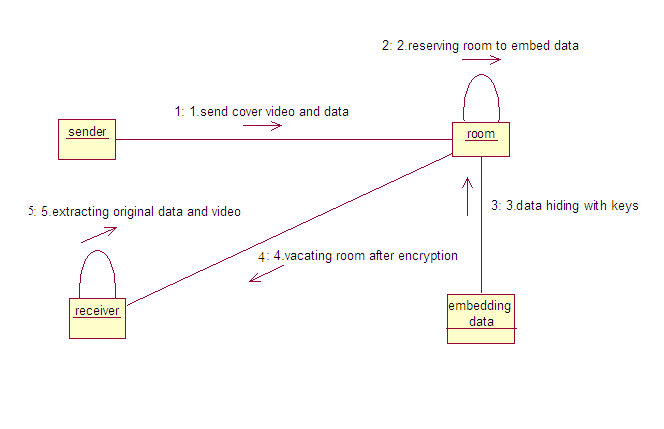 2: 2.reserving room to embed data
1: 1.send cover video and data
sender
room
5: 5.extracting original data and video
3: 3.data hiding with keys
4: 4.vacating room after encryption
receiver
embedding
data